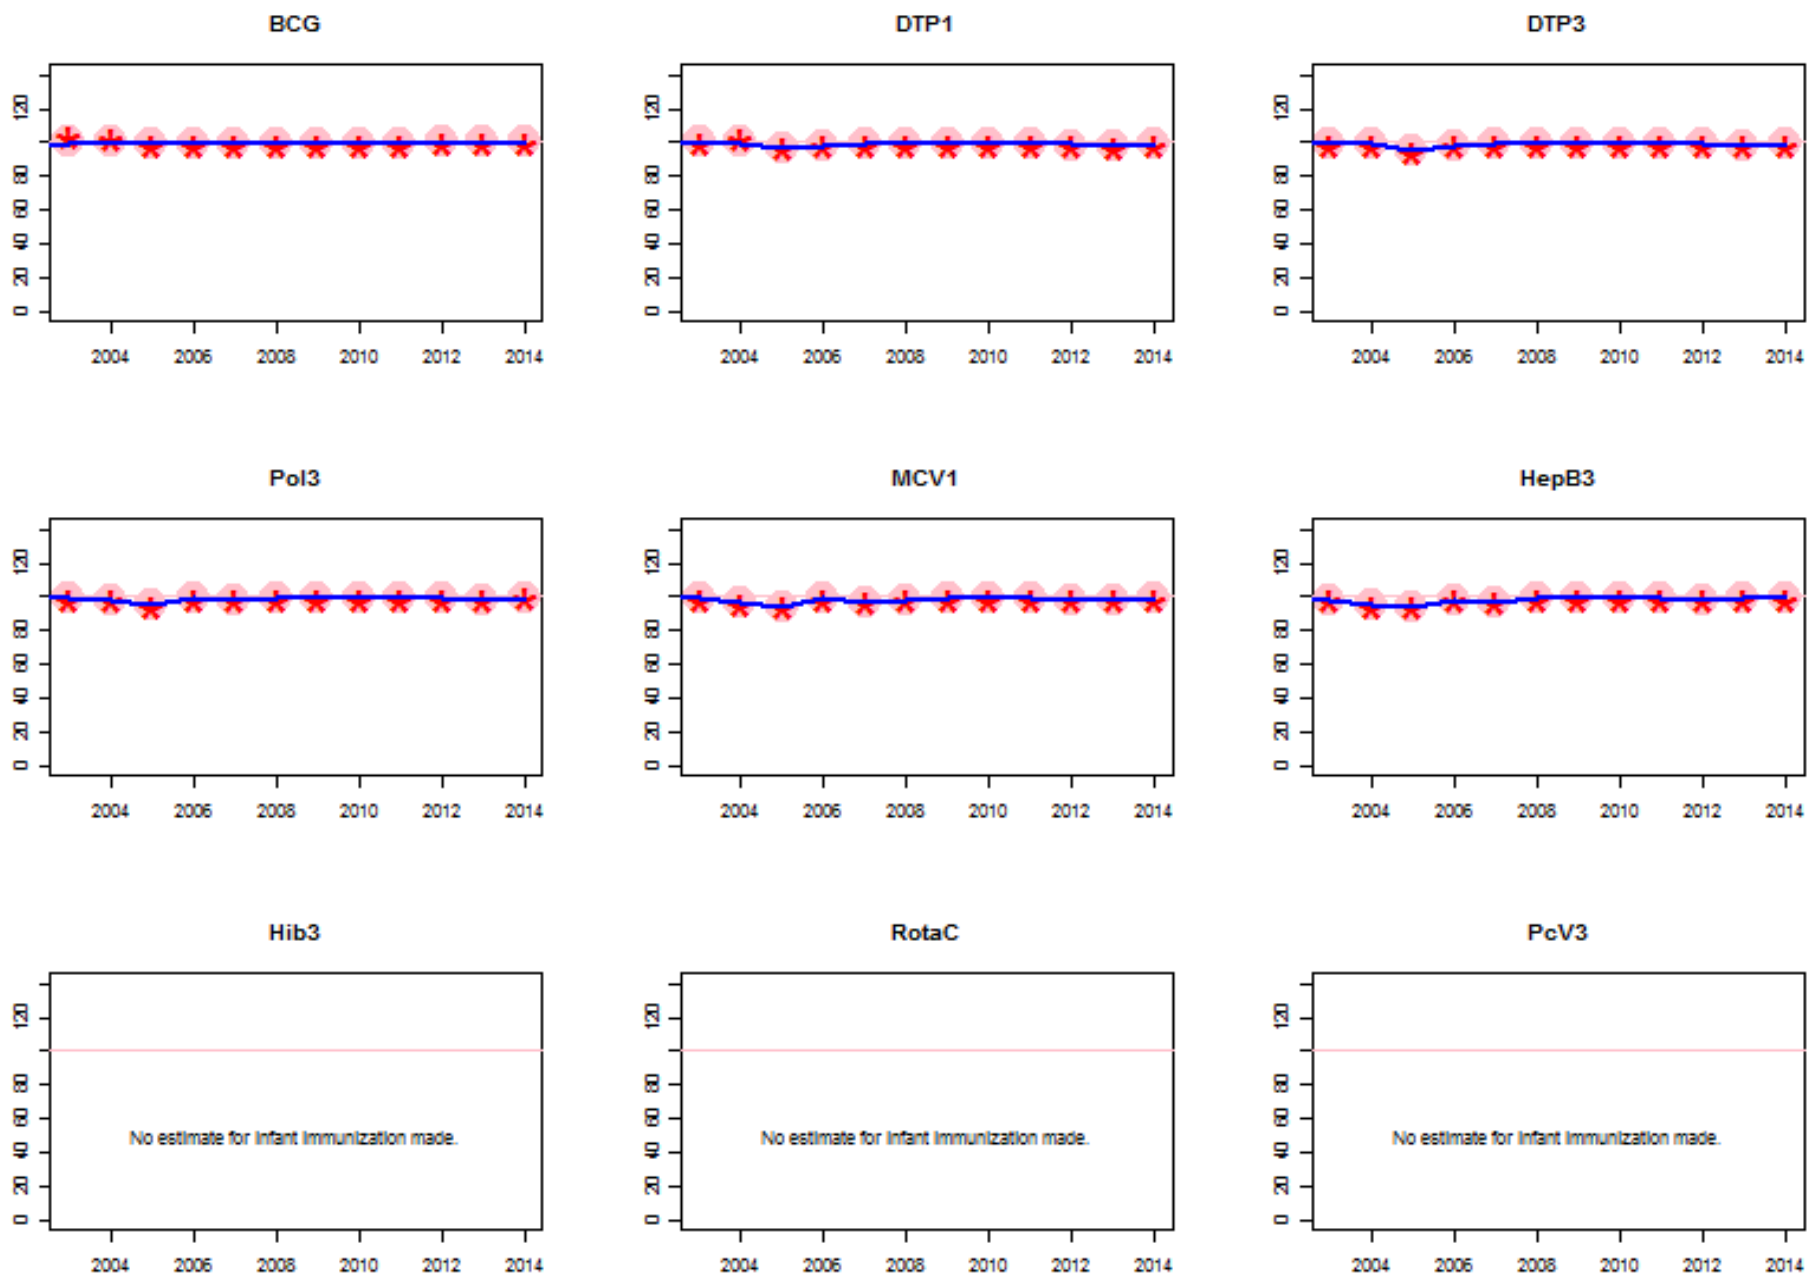 BCG DTP1 DTP3
120 120 120
80 80 80
60 60 60
40 40 40
20 20 20
0 0 0
2004 2006 2008 2010 2012 2014 2004 2006 2008 2010 2012 2014 2004 2006 2008 2010 2012 2014
Pol3 MCV1 HepB3
120 120 120
80 80 80
60 60 60
40 40 40
20 20 20
0 0 0
2004 2006 2008 2010 2012 2014 2004 2006 2008 2010 2012 2014 2004 2006 2008 2010 2012 2014
Hib3 RotaC PcV3
120 120 120
80 80 80
60 60 60
No estimate for infant immunization made. No estimate for infant immunization made. No estimate for infant immunization made.
40 40 40
20 20 20
0 0 0
2004 2006 2008 2010 2012 2014 2004 2006 2008 2010 2012 2014 2004 2006 2008 2010 2012 2014